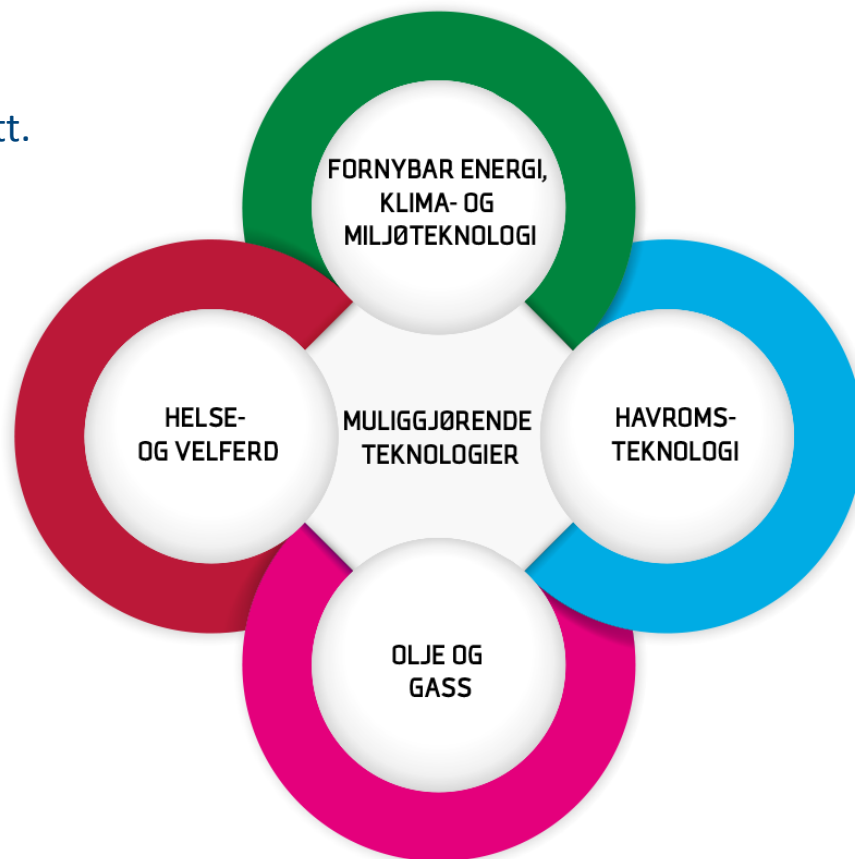 tt.
FORNYBAR ENERGI,
KLIMA- OG
MILJØTEKNOLOGI
HELSE-
OG VELFERD
MULIGGJØRENDE
TEKNOLOGIER
HAVROMS-
TEKNOLOGI
OLJE OG
GASS